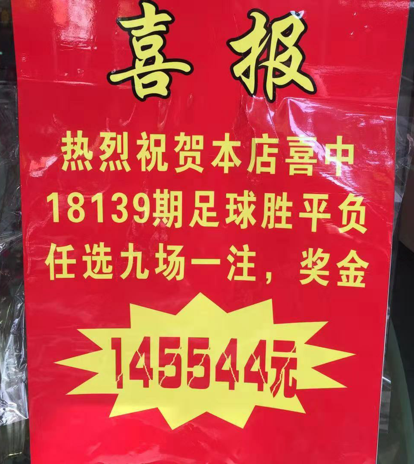 喜报
热烈祝贺本店喜中
18139期足球胜平负
任选九场一注，奖金
145544元